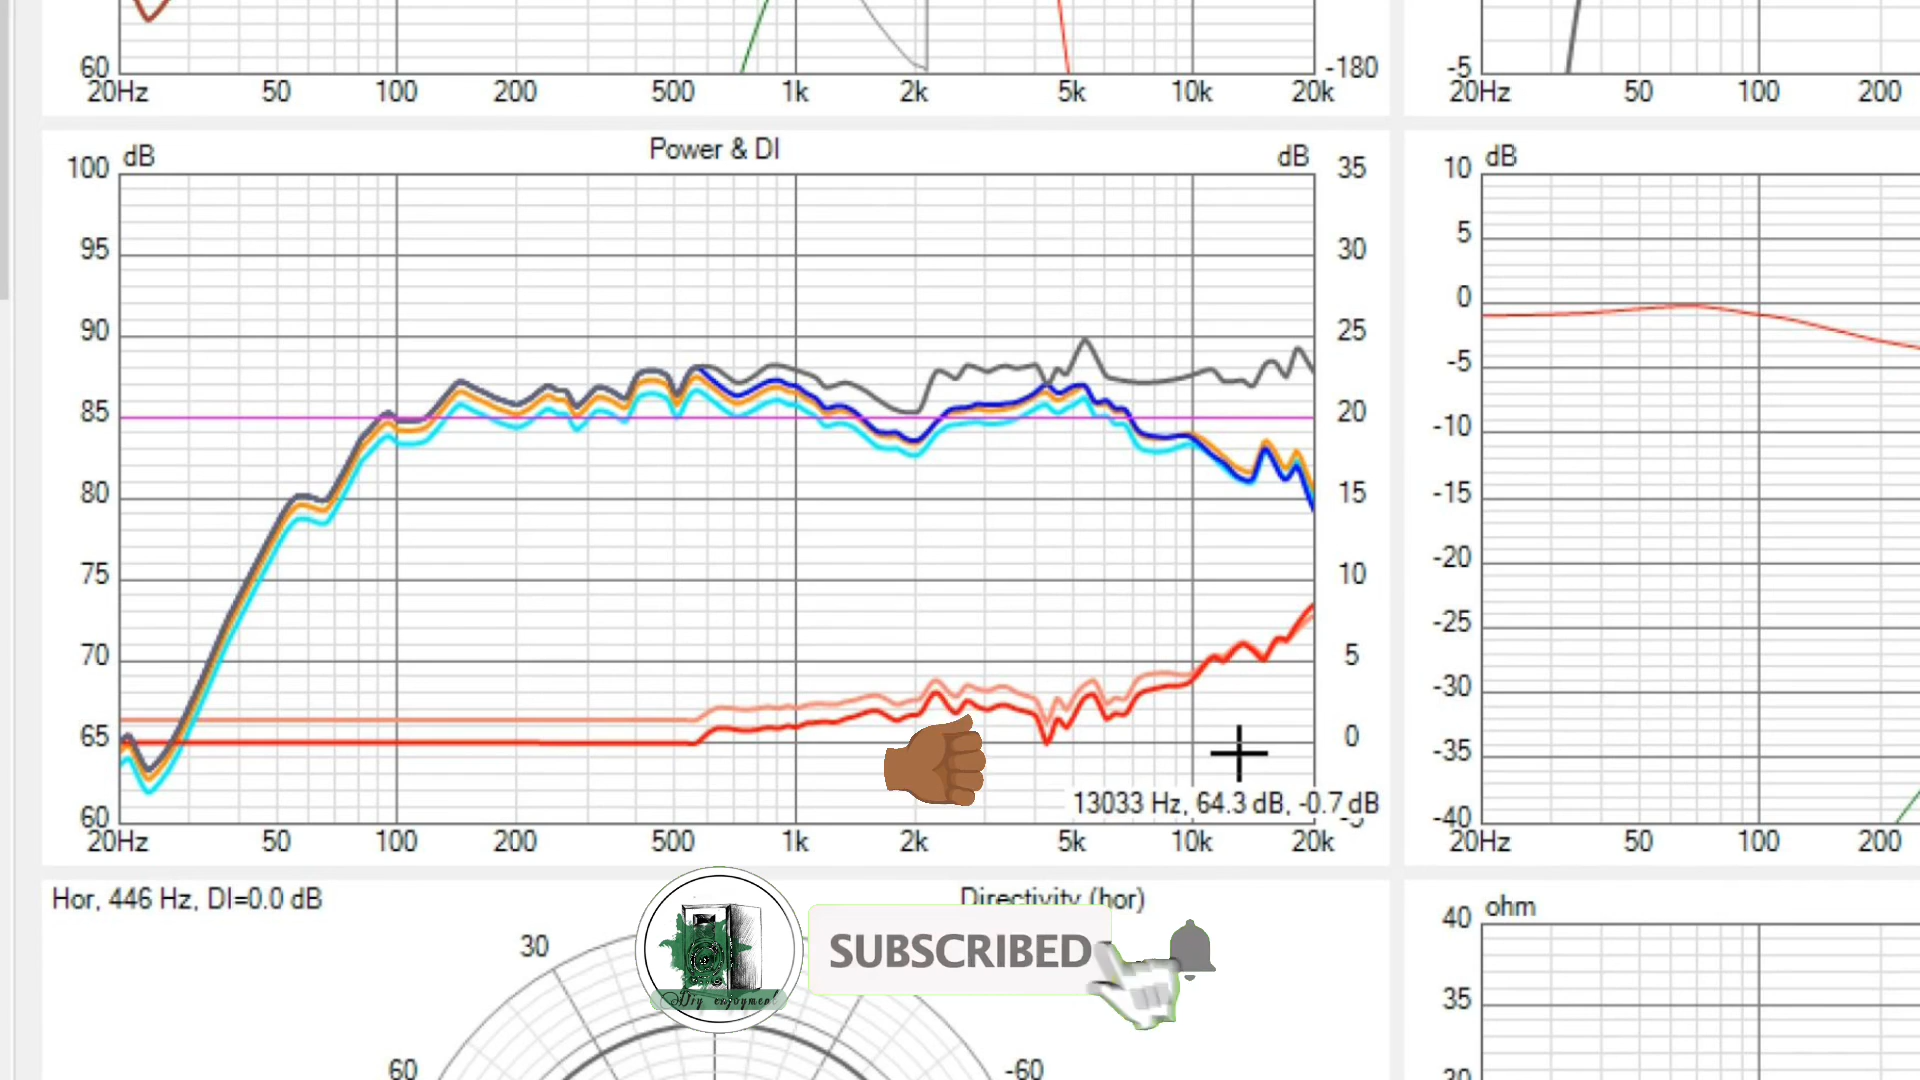 60
-180
20Hz 50 100 200 500 1k 2k 5k 10k 20k
-5
20Hz 50 100 200
Power & DI
dB
dB
100 95 90 85 80 75 70 65 60
35 30 25 20 15 10 5 0 -5
13033 Hz, 64.3 dB, -0.7 dB
20Hz 50 100 200 500 1k 2k 5k 10k 20k
dB
10 5 0 -5 -10 -15 -20 -25 -30 -35 -40
20Hz 50 100 200
Hor, 446 Hz, DI=0.0 dB
Directivity (hor)
30
60
-60
Diy enjoyment
SUBSCRIBED
ohm
40
35
30